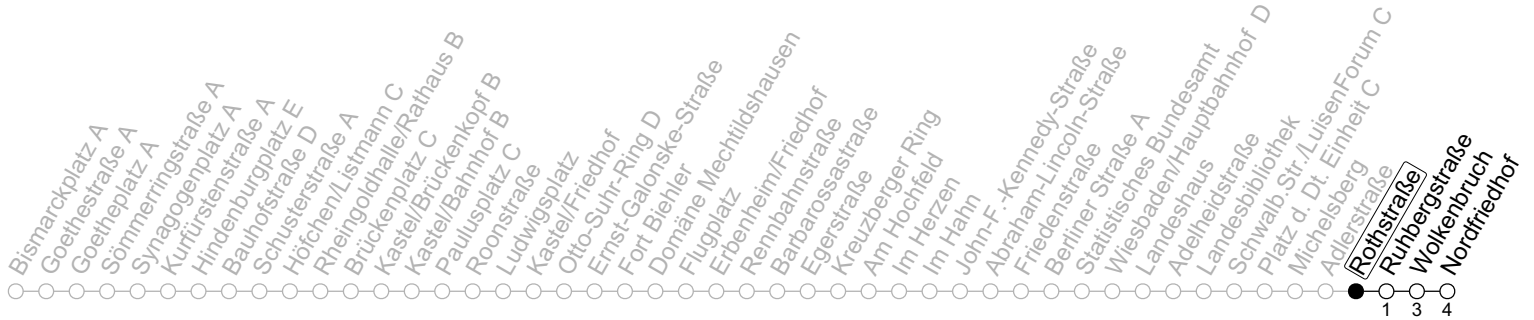 Bismarckplatz A
Goethestraße A
Goetheplatz A
Sömmerringstraße A
Synagogenplatz A
Kurfürstenstraße A
Hindenburgplatz E
Bauhofstraße D
Schusterstraße A
Höfchen/Listmann C
Rheingoldhalle/Rathaus B
Brückenplatz C
Kastel/Brückenkopf B
Kastel/Bahnhof B
Paulusplatz C
Roonstraße
Ludwigsplatz
Kastel/Friedhof
Otto-Suhr-Ring D
Ernst-Galonske-Straße
Fort Biehler
Domäne Mechtildshausen
Flugplatz
Erbenheim/Friedhof
Rennbahnstraße
Barbarossastraße
Egerstraße
Kreuzberger Ring
Am Hochfeld
Im Herzen
Im Hahn
John-F.-Kennedy-Straße
Abraham-Lincoln-Straße
Friedenstraße
Berliner Straße A
Statistisches Bundesamt
Wiesbaden/Hauptbahnhof D
Landeshaus
Adelheidstraße
Landesbibliothek
Schwalb.Str./LuisenForum C
Platz d. Dt. Einheit C
Michelsberg
Adlerstraße
Rothstraße
Ruhbergstraße
Wolkenbruch
Nordfriedhof
1 3 4